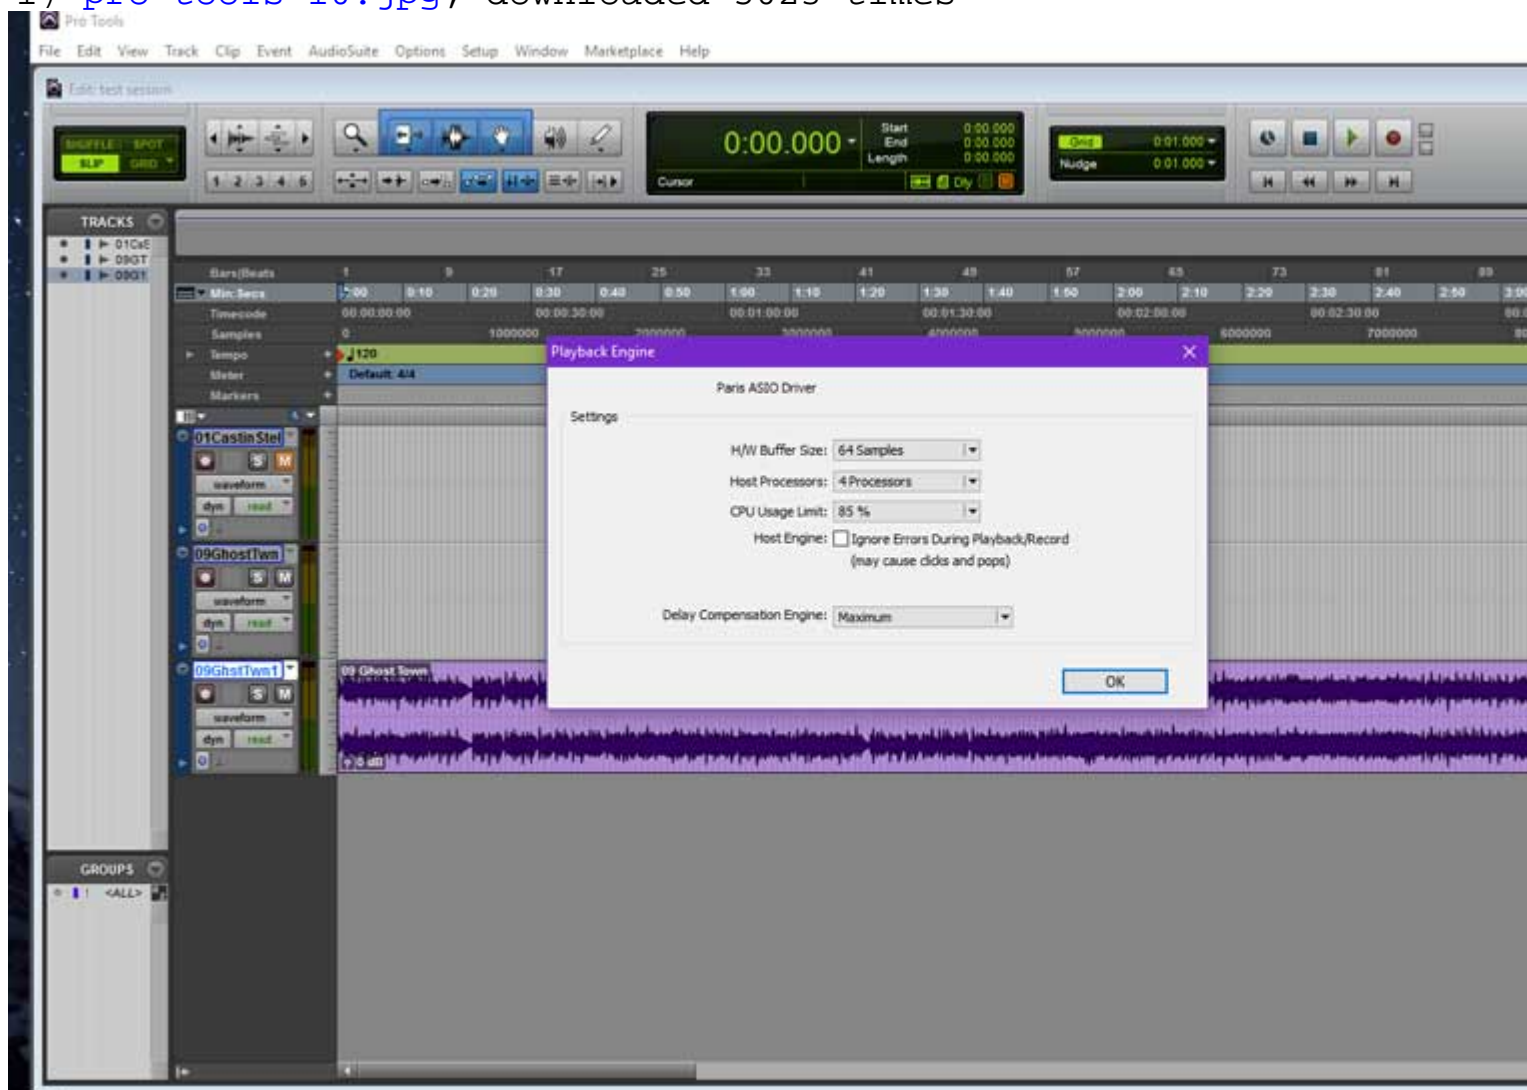 Pro Tools
File Edit View Track Clip Event AudioSuite Options Setup Window Marketplace Help
Edit: test session
SHUFFLE SPOT
SLIP GRID
1 2 3 4 5
0:00.000
Start 0:00.000
End 0:00.000
Length 0:00.000
Cursor
Dly
Grid 0:01.000
Nudge 0:01.000
TRACKS
01CsS
09GT
09GT
Bars|Beats 1 9 17 25 33 41 49 57 65 73 81 89
Min:Secs 0:00 0:10 0:20 0:30 0:40 0:50 1:00 1:10 1:20 1:30 1:40 1:50 2:00 2:10 2:20 2:30 2:40 2:50 3:00
Timecode 00:00:00:00 00:00:30:00 00:01:00:00 00:01:30:00 00:02:00:00 00:02:30:00
Samples 0 1000000 2000000 3000000 4000000 5000000 6000000 7000000
Tempo 120
Meter Default: 4/4
Markers
Playback Engine
Paris ASIO Driver
Settings
H/W Buffer Size: 64 Samples
Host Processors: 4 Processors
CPU Usage Limit: 85 %
Host Engine: Ignore Errors During Playback/Record
(may cause clicks and pops)
Delay Compensation Engine: Maximum
OK
01CastinStel
S M
waveform
dyn read
09GhostTwn
S M
waveform
dyn read
09GhstTwn1
S M
waveform
dyn read
09 Ghost Town
0 dB
GROUPS
! <ALL>